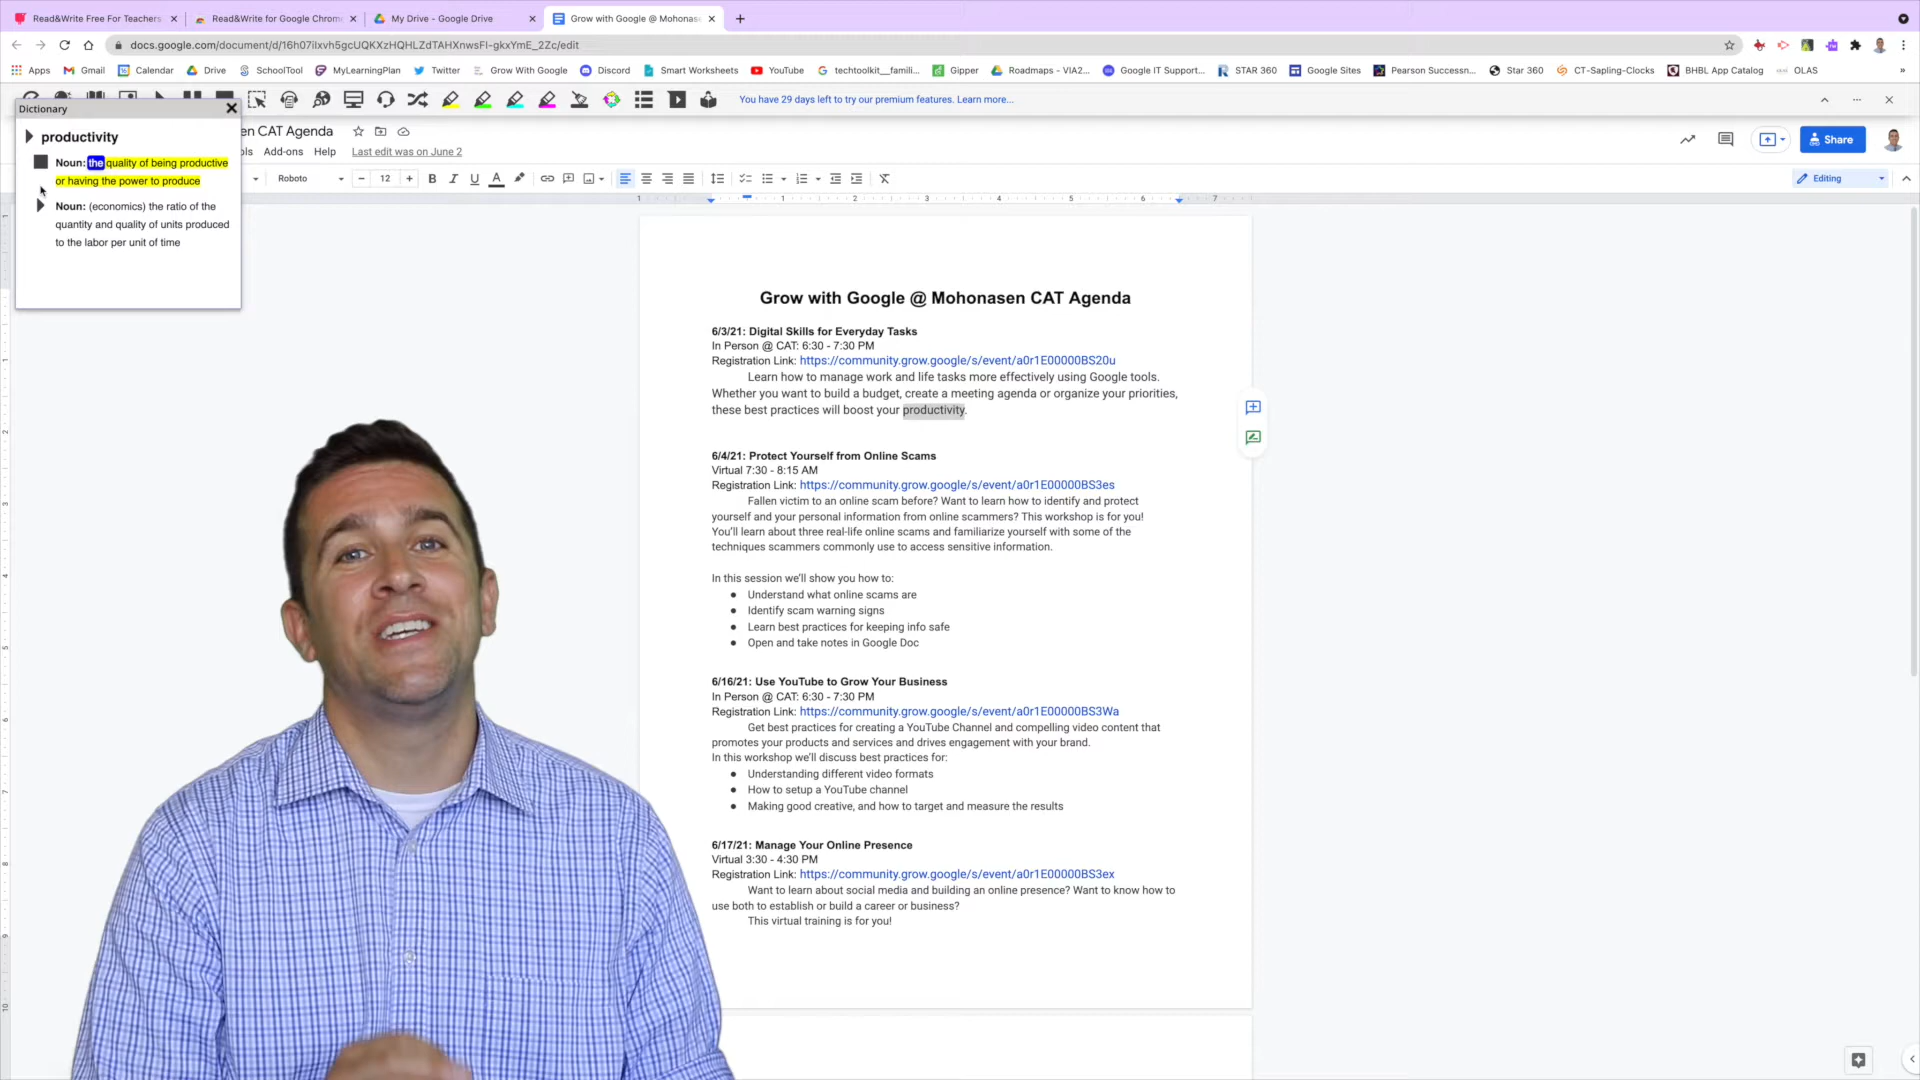 Read&Write Free For Teachers
Read&Write for Google Chrom
My Drive - Google Drive
Grow with Google @ Mohonase
docs.google.com/document/d/16h07iIxvh5gcUQKXzHQHLZdTAHXnwsFI-gkxYmE_2Zc/edit
Apps
Gmail
Calendar
Drive
SchoolTool
MyLearningPlan
Twitter
Grow With Google
Discord
Smart Worksheets
YouTube
techtoolkit__famili...
Gipper
Roadmaps - VIA2...
Google IT Support...
STAR 360
Google Sites
Pearson Successn...
Star 360
CT-Sapling-Clocks
BHBL App Catalog
OLAS
You have 29 days left to try our premium features. Learn more...
Dictionary
productivity
Noun: the quality of being productive
or having the power to produce
Noun: (economics) the ratio of the
quantity and quality of units produced
to the labor per unit of time
en CAT Agenda
ols
Add-ons
Help
Last edit was on June 2
Share
Roboto
12
Editing
Grow with Google @ Mohonasen CAT Agenda
6/3/21: Digital Skills for Everyday Tasks
In Person @ CAT: 6:30 - 7:30 PM
Registration Link: https://community.grow.google/s/event/a0r1E00000BS20u
Learn how to manage work and life tasks more effectively using Google tools.
Whether you want to build a budget, create a meeting agenda or organize your priorities,
these best practices will boost your productivity.
6/4/21: Protect Yourself from Online Scams
Virtual 7:30 - 8:15 AM
Registration Link: https://community.grow.google/s/event/a0r1E00000BS3es
Fallen victim to an online scam before? Want to learn how to identify and protect
yourself and your personal information from online scammers? This workshop is for you!
You'll learn about three real-life online scams and familiarize yourself with some of the
techniques scammers commonly use to access sensitive information.
In this session we'll show you how to:
● Understand what online scams are
● Identify scam warning signs
● Learn best practices for keeping info safe
● Open and take notes in Google Doc
6/16/21: Use YouTube to Grow Your Business
In Person @ CAT: 6:30 - 7:30 PM
Registration Link: https://community.grow.google/s/event/a0r1E00000BS3Wa
Get best practices for creating a YouTube Channel and compelling video content that
promotes your products and services and drives engagement with your brand.
In this workshop we'll discuss best practices for:
● Understanding different video formats
● How to setup a YouTube channel
● Making good creative, and how to target and measure the results
6/17/21: Manage Your Online Presence
Virtual 3:30 - 4:30 PM
Registration Link: https://community.grow.google/s/event/a0r1E00000BS3ex
Want to learn about social media and building an online presence? Want to know how to
use both to establish or build a career or business?
This virtual training is for you!